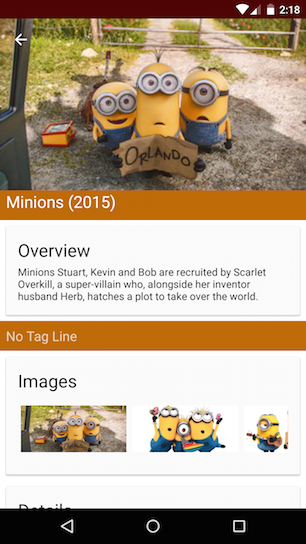 2:18
ORLANDO
Minions (2015)
Overview
Minions Stuart, Kevin and Bob are recruited by Scarlet
Overkill, a super-villain who, alongside her inventor
husband Herb, hatches a plot to take over the world.
No Tag Line
Images
Details